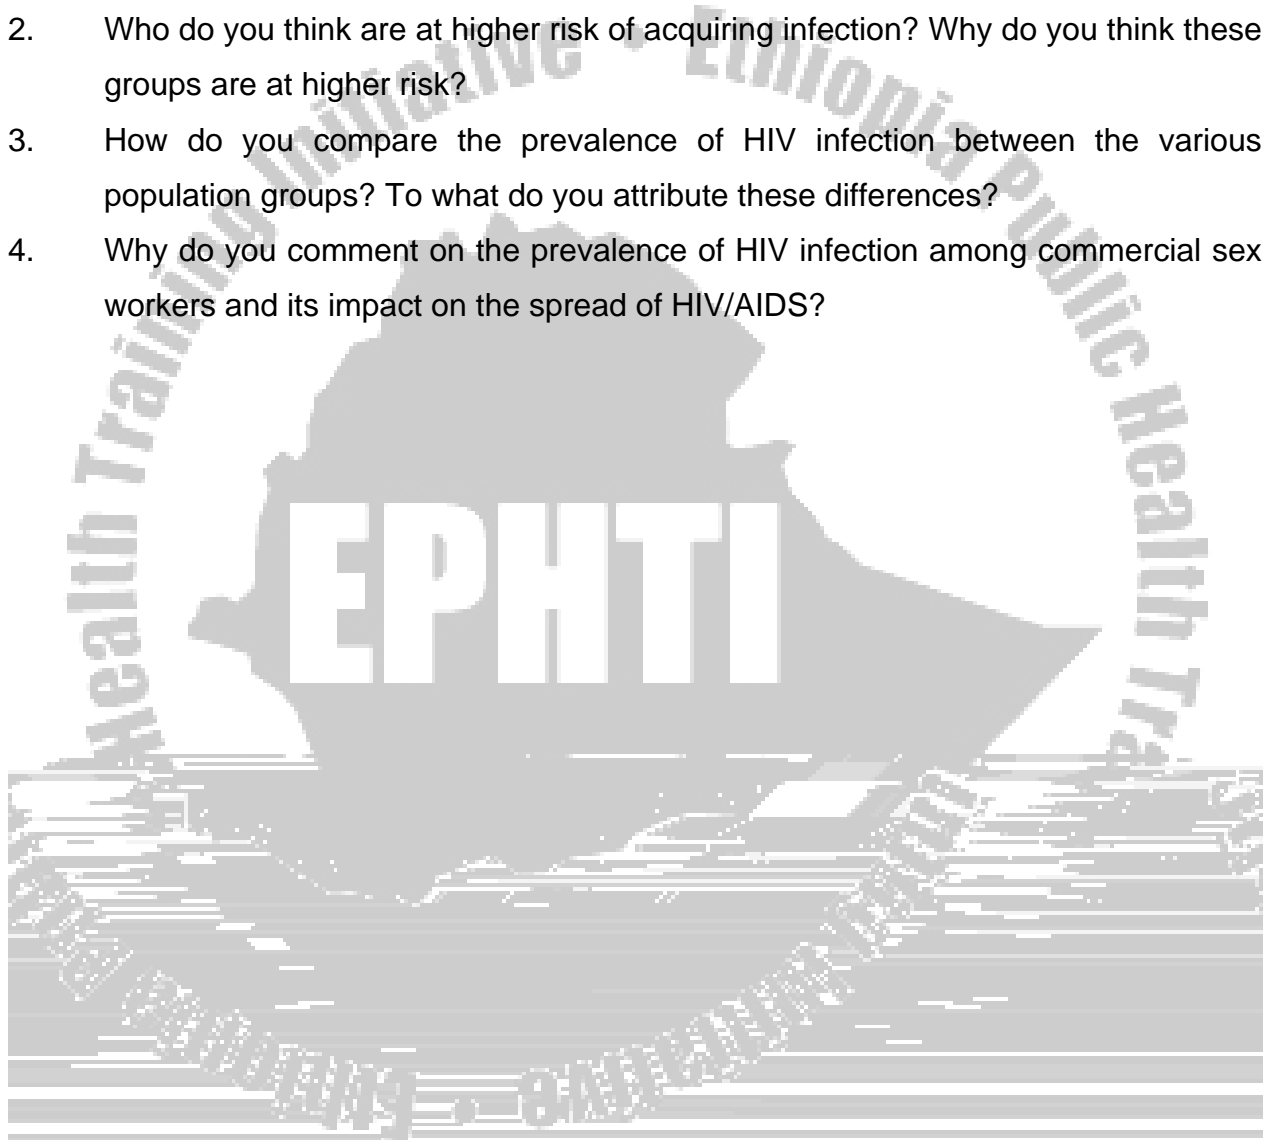 2. Who do you think are at higher risk of acquiring infection? Why do you think these
groups are at higher risk?
3. How do you compare the prevalence of HIV infection between the various
population groups? To what do you attribute these differences?
4. Why do you comment on the prevalence of HIV infection among commercial sex
workers and its impact on the spread of HIV/AIDS?
Health Training Initiative • Ethiopia Public Health Tra
EPHTI